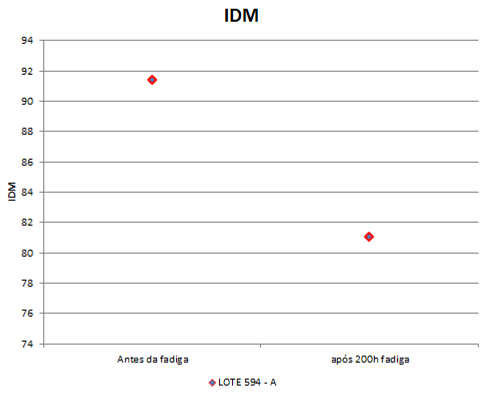 IDM
94
92
90
88
86
84
82
80
78
76
74
IDM
Antes da fadiga
após 200h fadiga
LOTE 594 - A